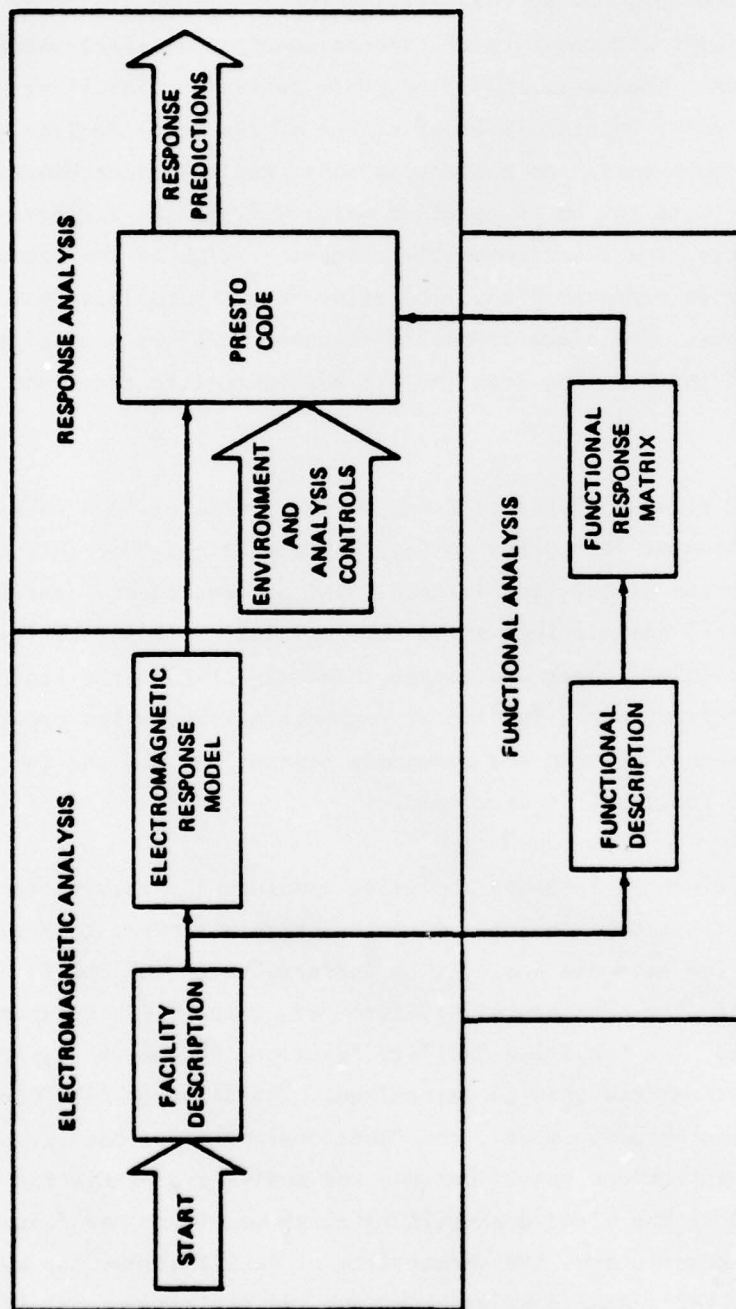 ELECTROMAGNETIC ANALYSIS
START
FACILITY
DESCRIPTION
ELECTROMAGNETIC
RESPONSE
MODEL
RESPONSE ANALYSIS
ENVIRONMENT
AND
ANALYSIS
CONTROLS
PRESTO
CODE
RESPONSE
PREDICTIONS
FUNCTIONAL ANALYSIS
FUNCTIONAL
DESCRIPTION
FUNCTIONAL
RESPONSE
MATRIX